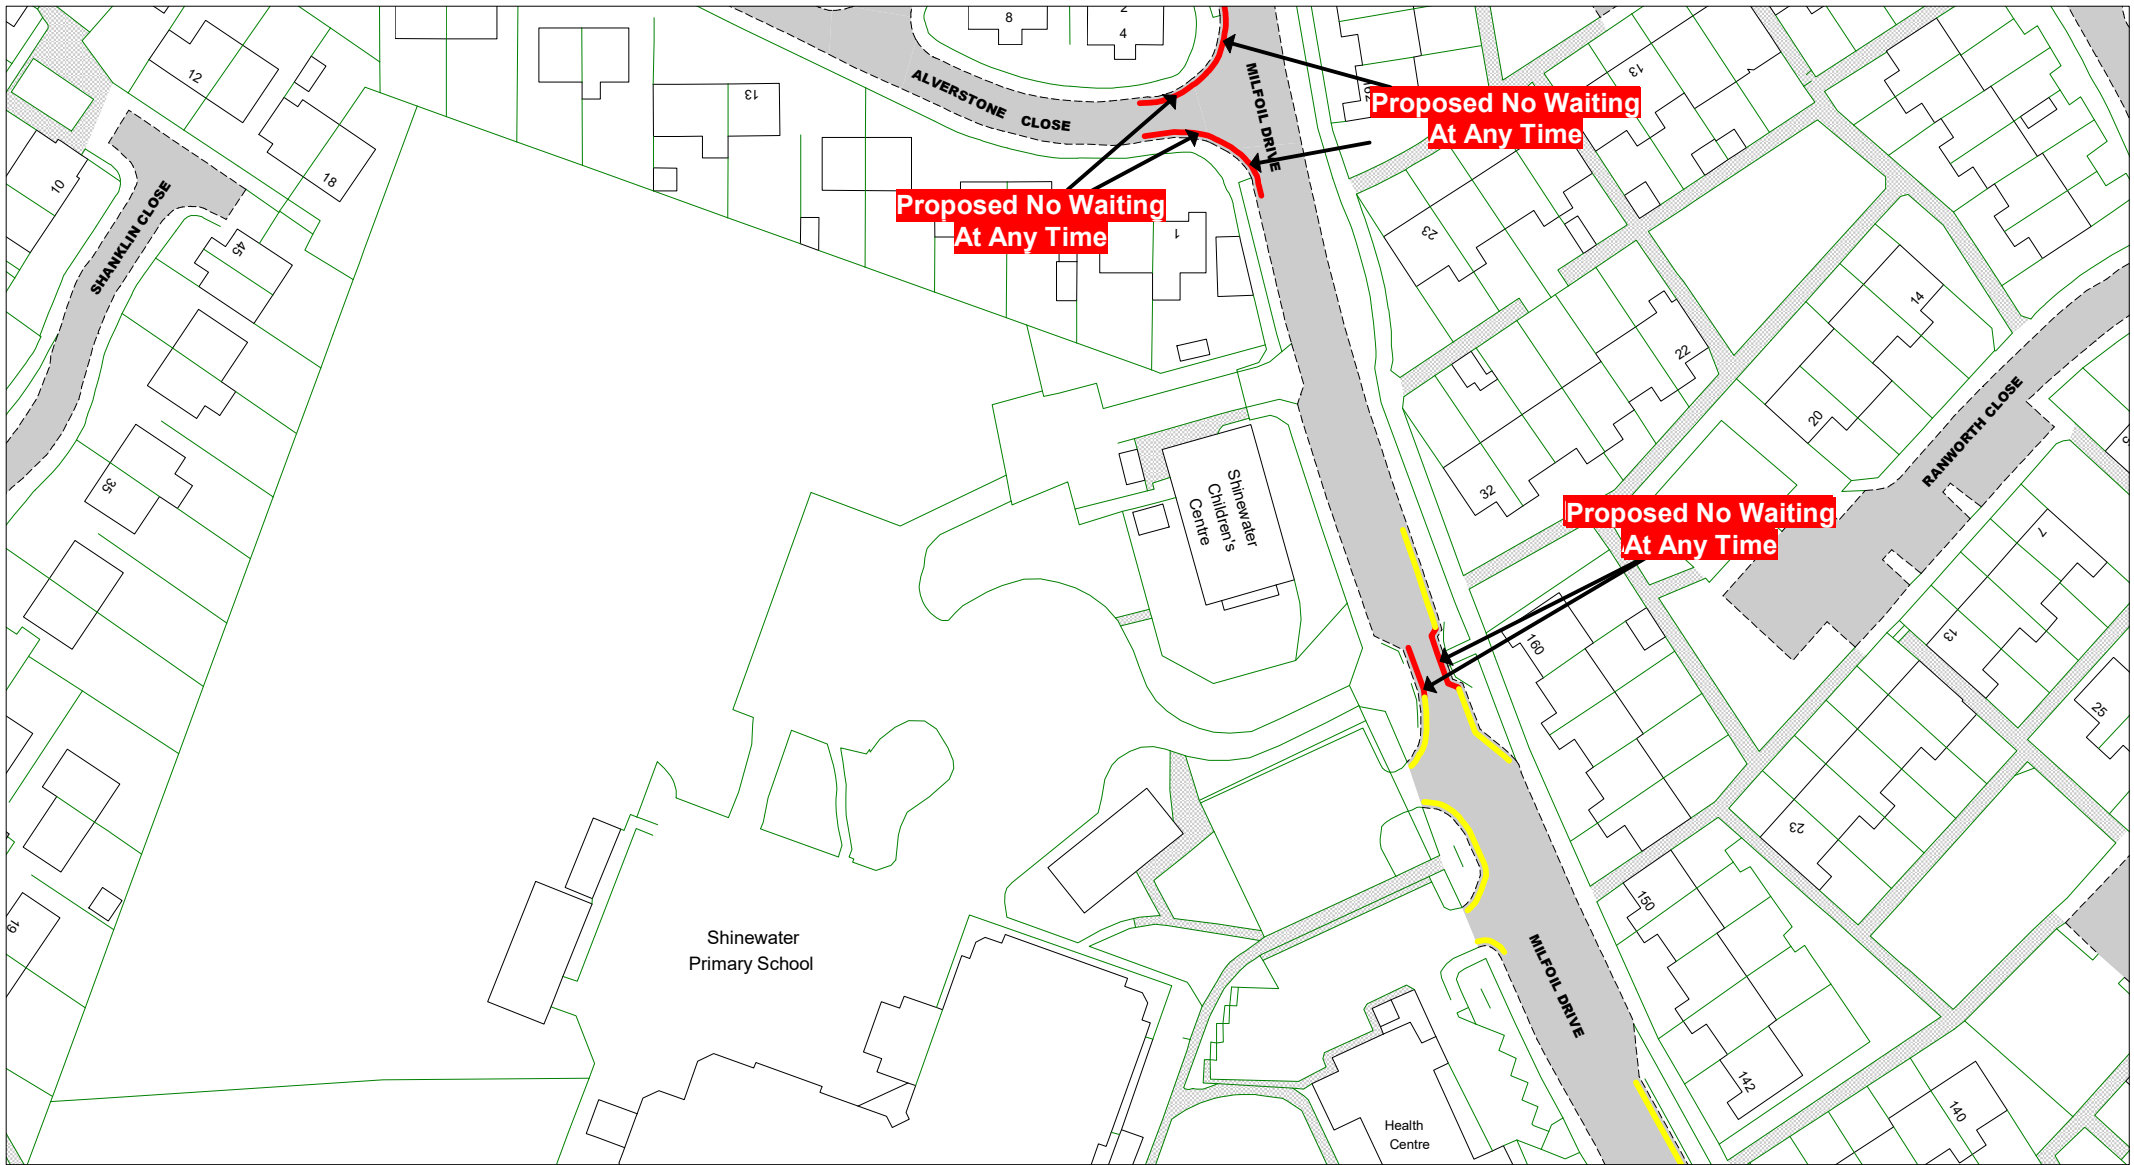 8
2
4
12
13
13
ALVERSTONE CLOSE
MILFOIL DRIVE
Proposed No Waiting
At Any Time
10
18
SHANKLIN CLOSE
Proposed No Waiting
At Any Time
1
23
45
14
22
20
RANWORTH CLOSE
35
32
Shinewater
Children's
Centre
Proposed No Waiting
At Any Time
7
160
13
25
23
150
19
Shinewater
Primary School
MILFOIL DRIVE
142
140
Health
Centre